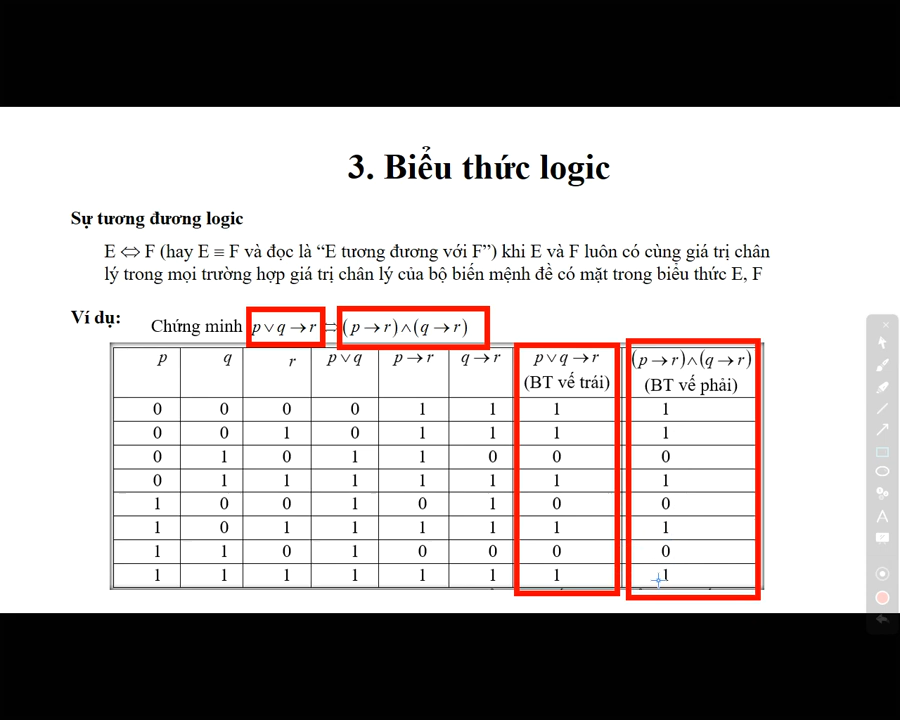 3. Biểu thức logic
Sự tương đương logic
E ⇔ F (hay E ≡ F và đọc là “E tương đương với F”) khi E và F luôn có cùng giá trị chân
lý trong mọi trường hợp giá trị chân lý của bộ biến mệnh đề có mặt trong biểu thức E, F
Ví dụ: Chứng minh p ∨ q → r ⇔ (p → r) ∧ (q → r)
p q r p ∨ q p → r q → r p ∨ q → r (p → r) ∧ (q → r)
(BT vế trái) (BT vế phải)
0 0 0 0 1 1 1 1
0 0 1 0 1 1 1 1
0 1 0 1 1 0 0 0
0 1 1 1 1 1 1 1
1 0 0 1 0 1 0 0
1 0 1 1 1 1 1 1
1 1 0 1 0 0 0 0
1 1 1 1 1 1 1 1